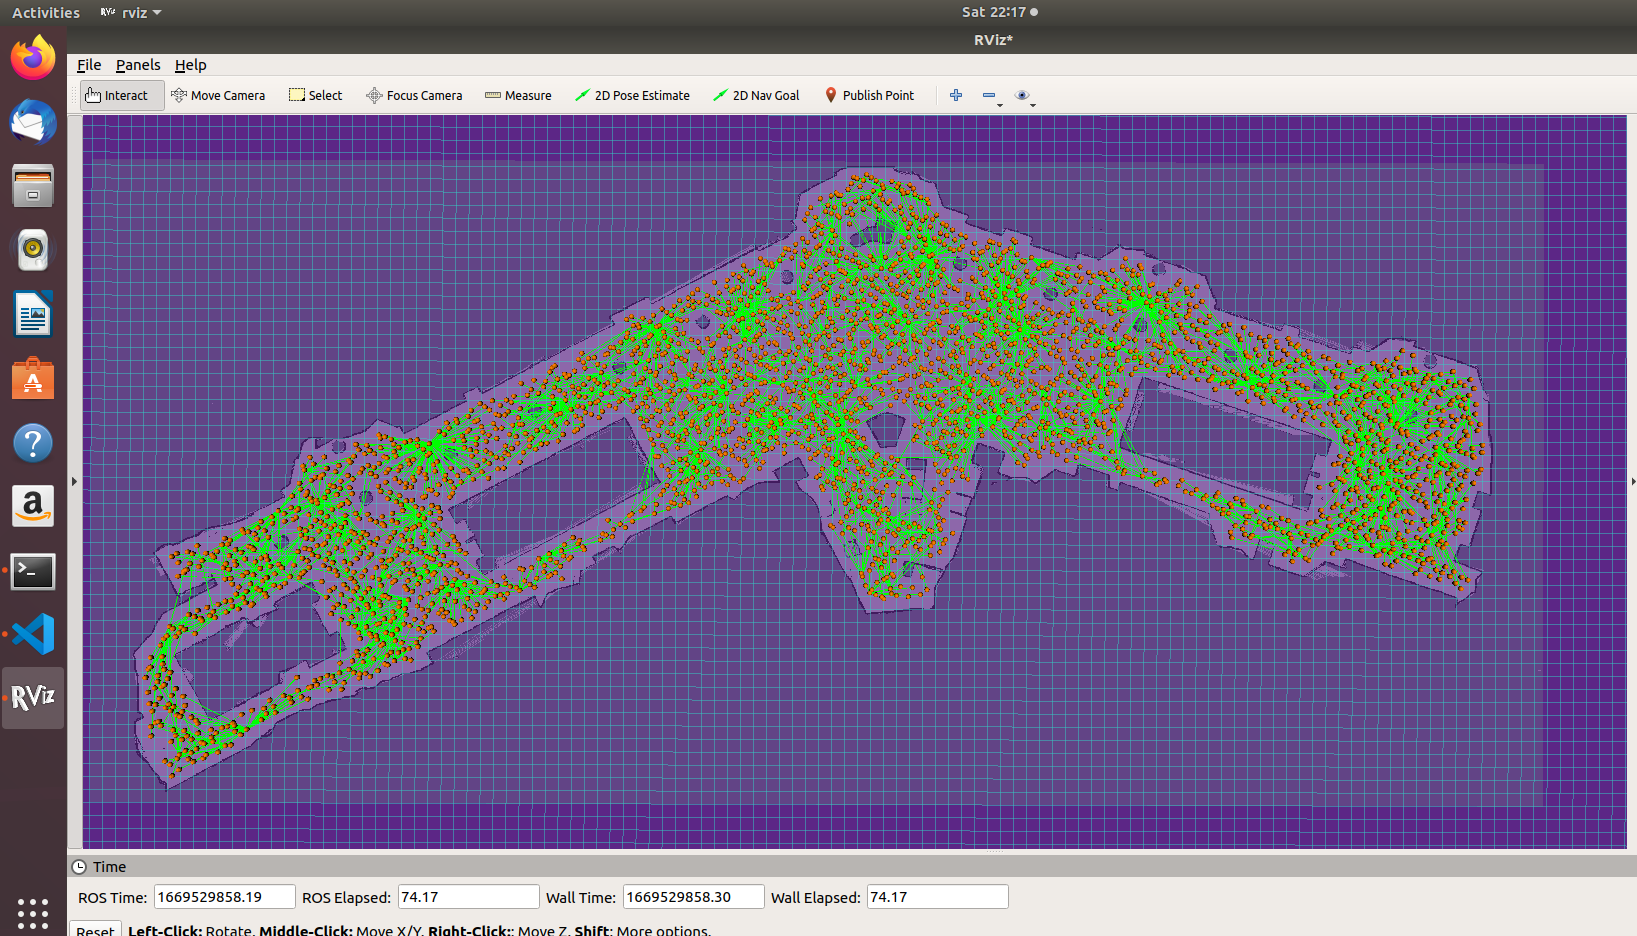 Activities RViz rviz Sat 22:17
RViz*
File Panels Help
Interact Move Camera Select Focus Camera Measure 2D Pose Estimate 2D Nav Goal Publish Point
A
?
a
>_
RViz
Time
ROS Time: 1669529858.19 ROS Elapsed: 74.17 Wall Time: 1669529858.30 Wall Elapsed: 74.17
Reset Left-Click: Rotate. Middle-Click: Move X/Y. Right-Click:: Move Z. Shift: More options.